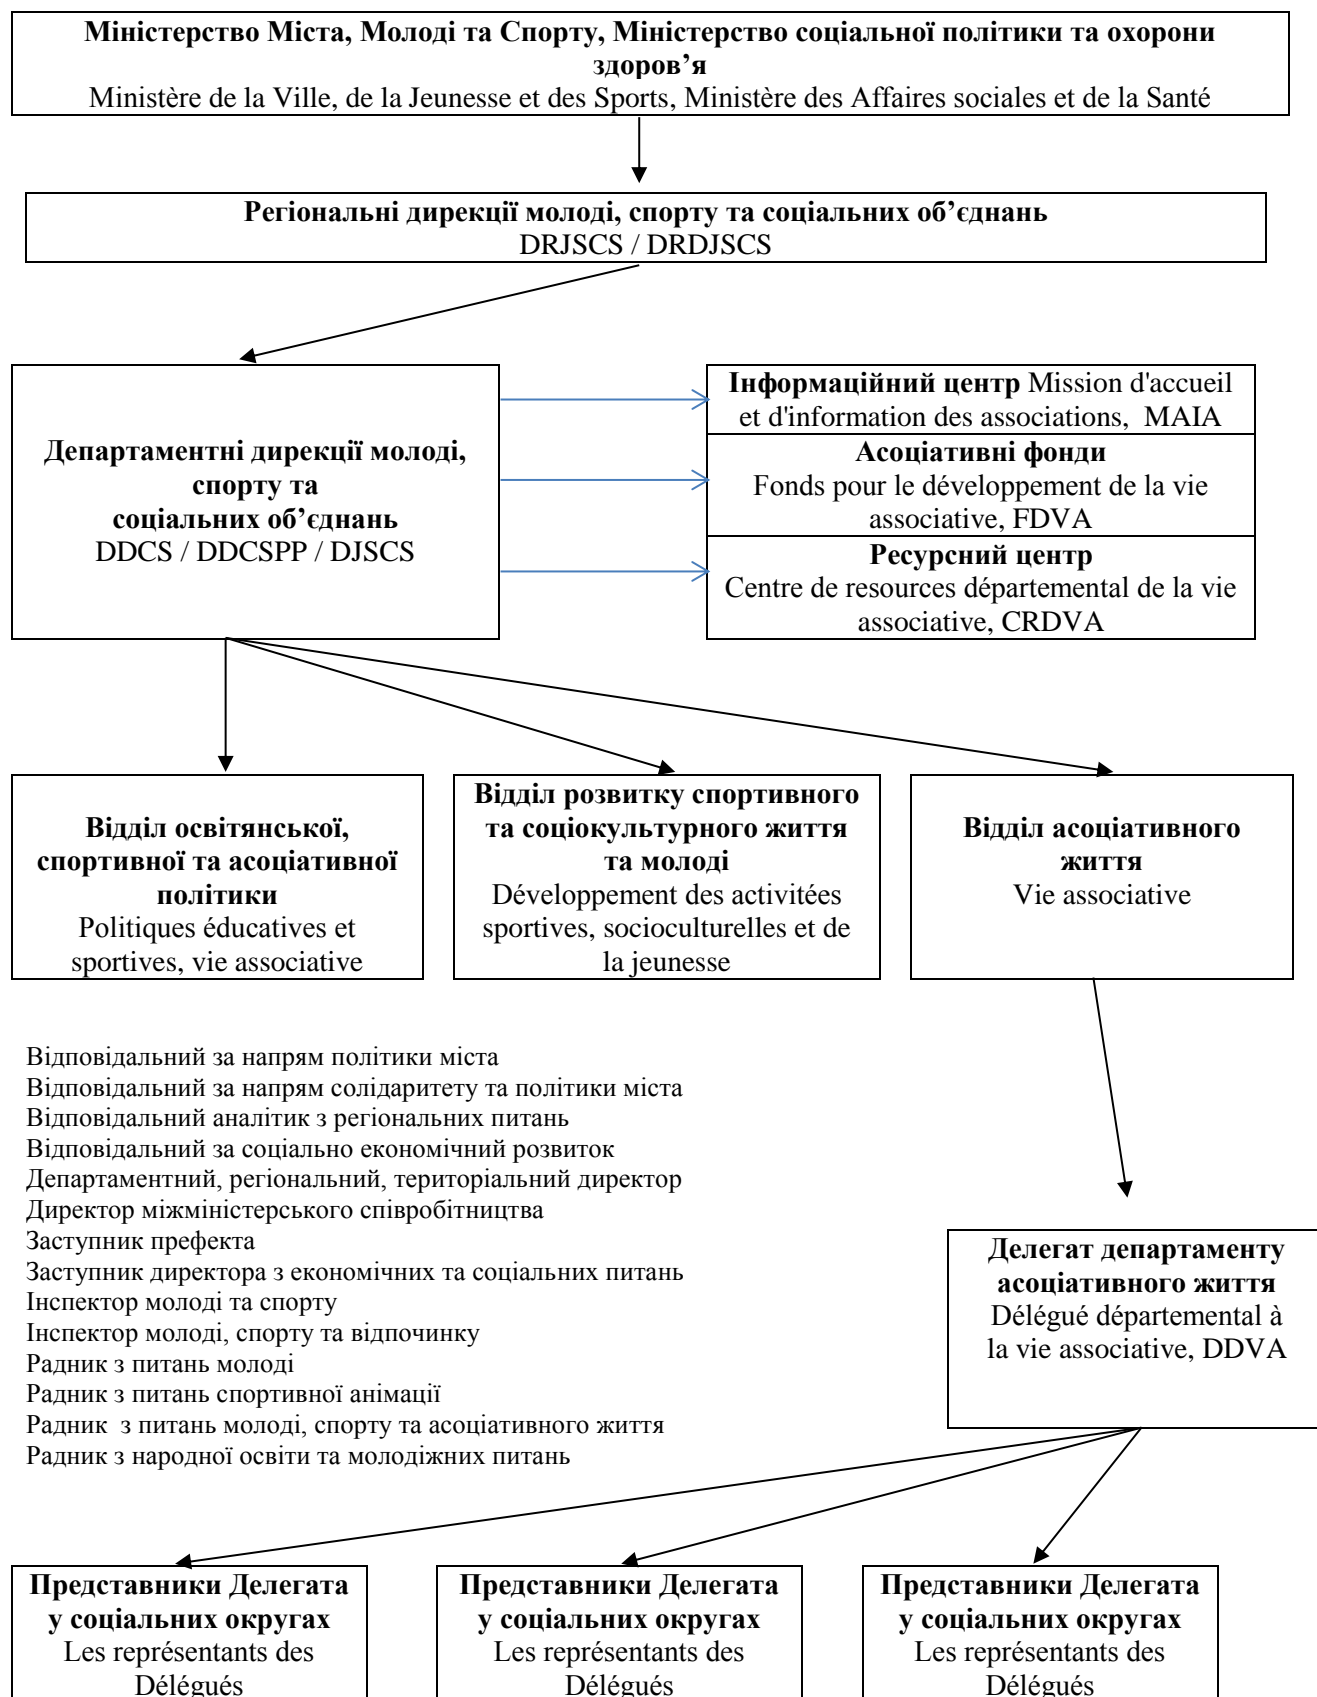 Міністерство Міста, Молоді та Спорту, Міністерство соціальної політики та охорони
здоров’я
Ministère de la Ville, de la Jeunesse et des Sports, Ministère des Affaires sociales et de la Santé
Регіональні дирекції молоді, спорту та соціальних об’єднань
DRJSCS / DRDJSCS
Департаментні дирекції молоді,
спорту та
соціальних об’єднань
DDCS / DDCSPP / DJSCS
Інформаційний центр Mission d'accueil
et d'information des associations, MAIA
Асоціативні фонди
Fonds pour le développement de la vie
associative, FDVA
Ресурсний центр
Centre de resources départemental de la vie
associative, CRDVA
Відділ освітянської,
спортивної та асоціативної
політики
Politiques éducatives et
sportives, vie associative
Відділ розвитку спортивного
та соціокультурного життя
та молоді
Développement des activitées
sportives, socioculturelles et de
la jeunesse
Відділ асоціативного
життя
Vie associative
Відповідальний за напрям політики міста
Відповідальний за напрям солідаритету та політики міста
Відповідальний аналітик з регіональних питань
Відповідальний за соціально економічний розвиток
Департаментний, регіональний, територіальний директор
Директор міжміністерського співробітництва
Заступник префекта
Заступник директора з економічних та соціальних питань
Інспектор молоді та спорту
Інспектор молоді, спорту та відпочинку
Радник з питань молоді
Радник з питань спортивної анімації
Радник з питань молоді, спорту та асоціативного життя
Радник з народної освіти та молодіжних питань
Делегат департаменту
асоціативного життя
Délégué départemental à
la vie associative, DDVA
Представники Делегата
у соціальних округах
Les représentants des
Délégués
Представники Делегата
у соціальних округах
Les représentants des
Délégués
Представники Делегата
у соціальних округах
Les représentants des
Délégués